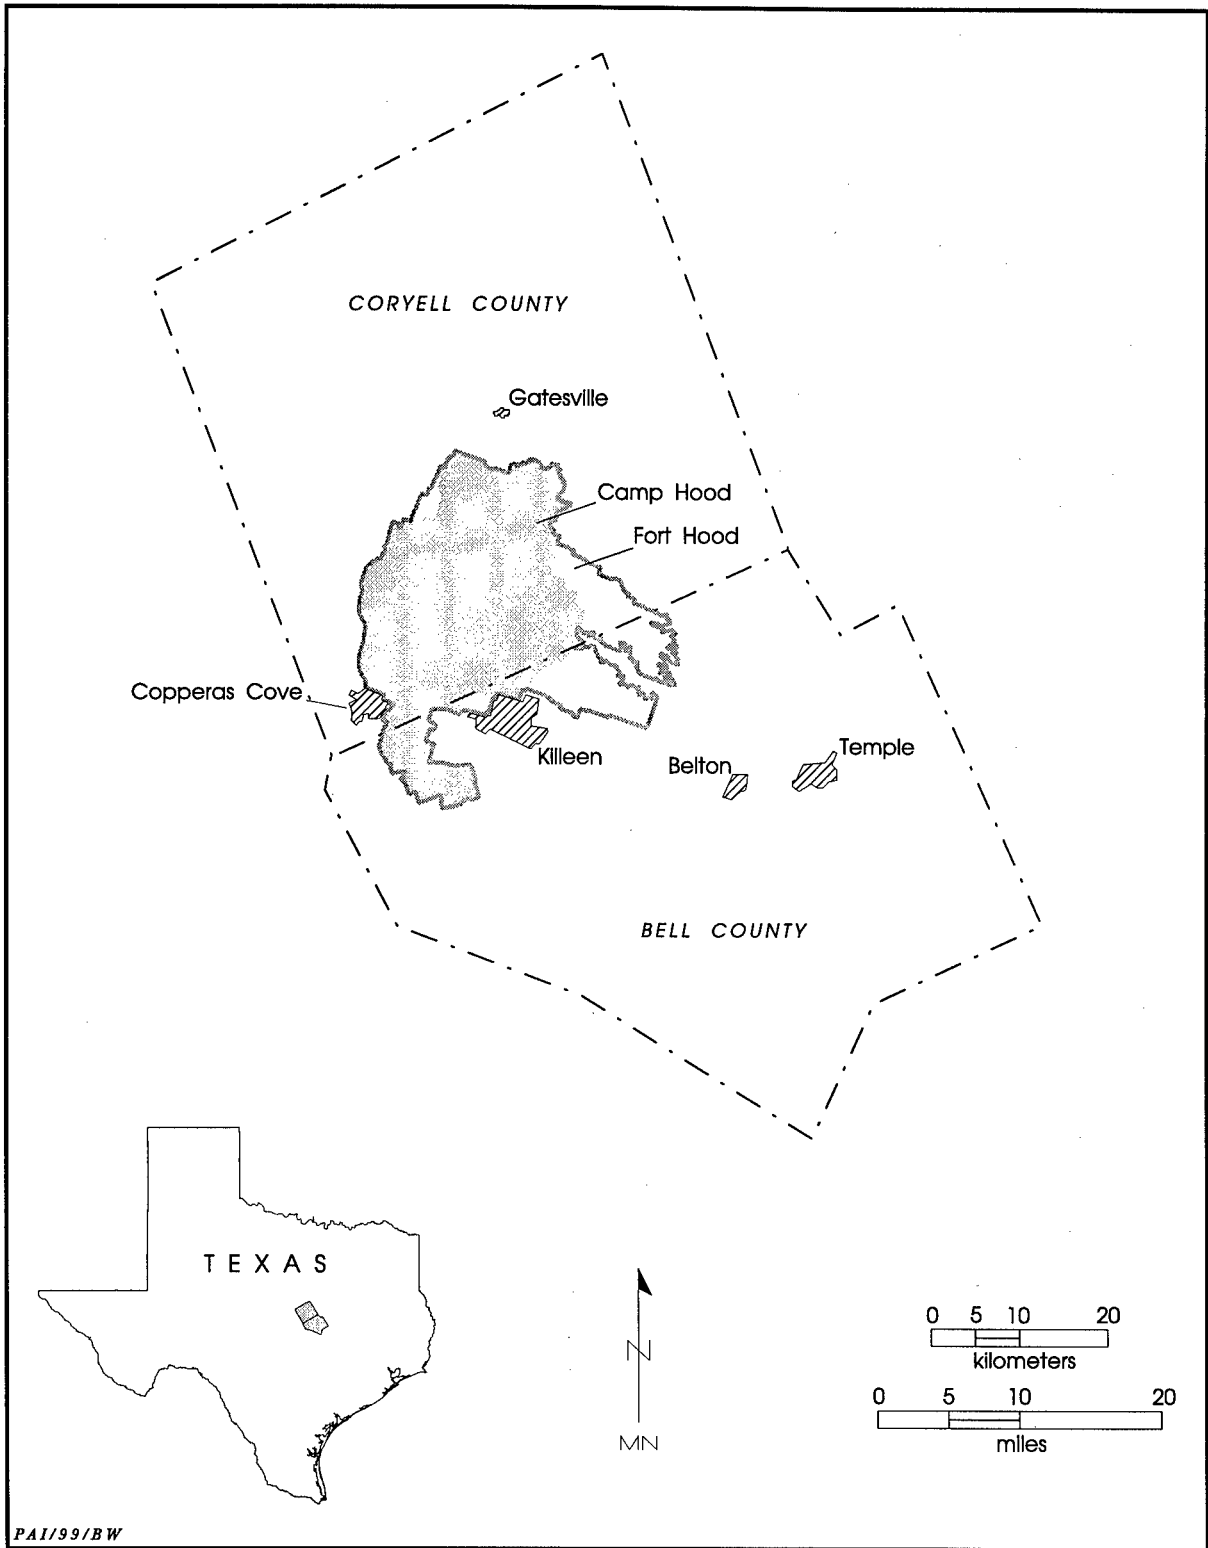 CORYELL COUNTY
Gatesville
Camp Hood
Fort Hood
Copperas Cove
Killeen
Belton
Temple
BELL COUNTY
TEXAS
N
MN
0 5 10 20
kilometers
0 5 10 20
miles
PAI/99/BW